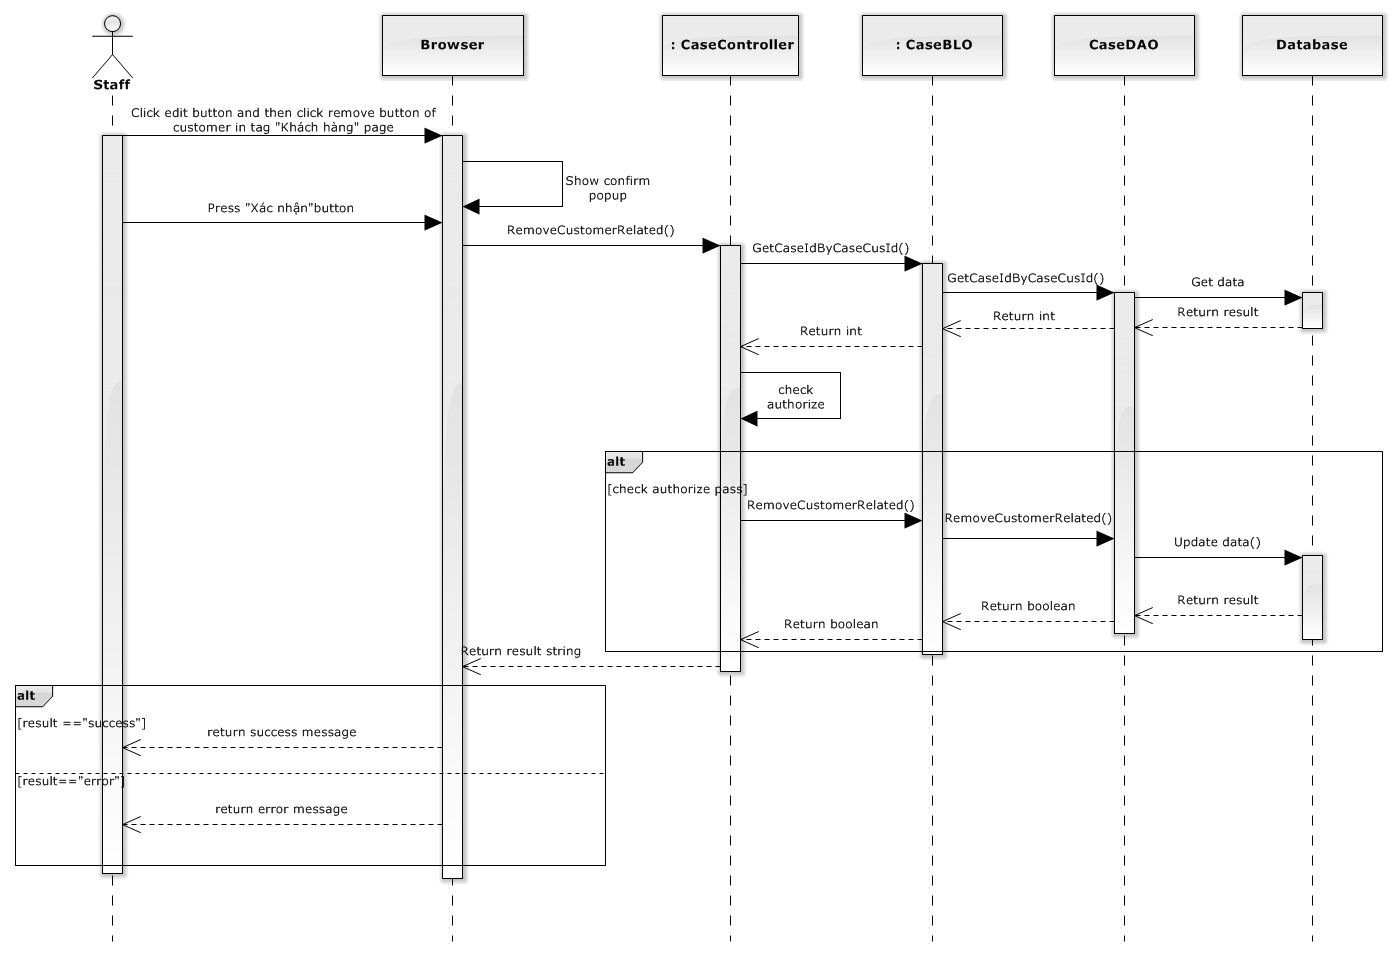 Staff
Browser
: CaseController
: CaseBLO
CaseDAO
Database
Click edit button and then click remove button of
customer in tag "Khách hàng" page
Show confirm
popup
Press "Xác nhận"button
RemoveCustomerRelated()
GetCaseIdByCaseCusId()
GetCaseIdByCaseCusId()
Get data
Return result
Return int
Return int
check
authorize
alt
[check authorize pass]
RemoveCustomerRelated()
RemoveCustomerRelated()
Update data()
Return result
Return boolean
Return boolean
Return result string
alt
[result =="success"]
return success message
[result=="error"]
return error message